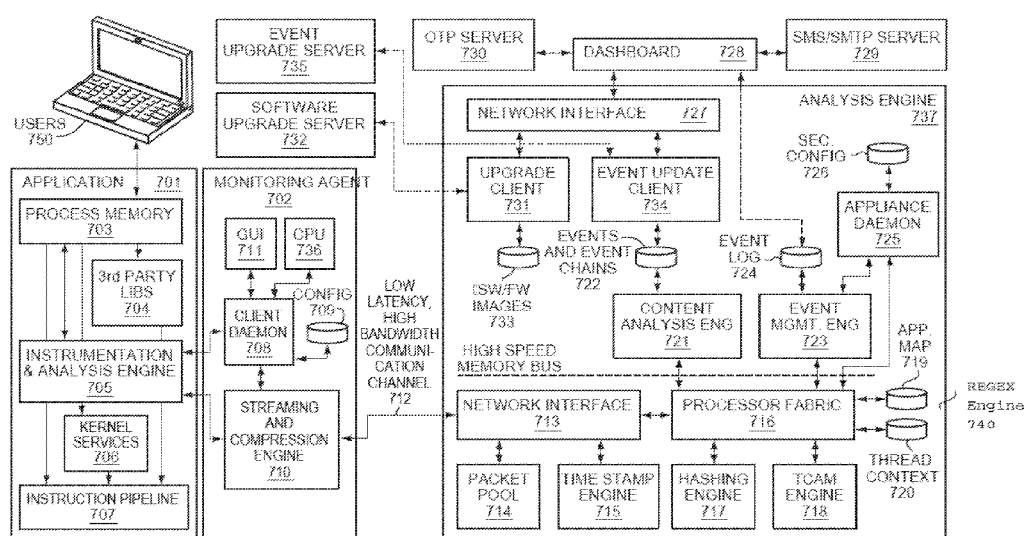 EVENT
UPGRADE SERVER
735
OTP SERVER
730
DASHBOARD 728
SMS/SMTP SERVER
729
SOFTWARE
UPGRADE SERVER
732
USERS
750
ANALYSIS ENGINE
737
NETWORK INTERFACE 727
SEC.
CONFIG
726
UPGRADE
CLIENT
731
EVENT UPDATE
CLIENT
734
APPLIANCE
DAEMON
725
APPLICATION 701
PROCESS MEMORY
703
3rd PARTY
LIBS
704
INSTRUMENTATION
& ANALYSIS ENGINE
705
KERNEL
SERVICES
706
INSTRUCTION PIPELINE
707
MONITORING AGENT
702
GUI
711
CPU
736
CONFIG
709
CLIENT
DAEMON
708
STREAMING
AND
COMPRESSION
ENGINE
710
LOW
LATENCY,
HIGH
BANDWIDTH
COMMUNI-
CATION
CHANNEL
712
IMAGES
733
EVENTS
AND EVENT
CHAINS
722
EVENT
LOG
724
CONTENT
ANALYSIS ENG
721
EVENT
MGMT. ENG
723
HIGH SPEED
MEMORY BUS
APP.
MAP
719
NETWORK INTERFACE
713
PROCESSOR FABRIC
716
THREAD
CONTEXT
720
REGEX
Engine
740
PACKET
POOL
714
TIME STAMP
ENGINE
715
HASHING
ENGINE
717
TCAM
ENGINE
718